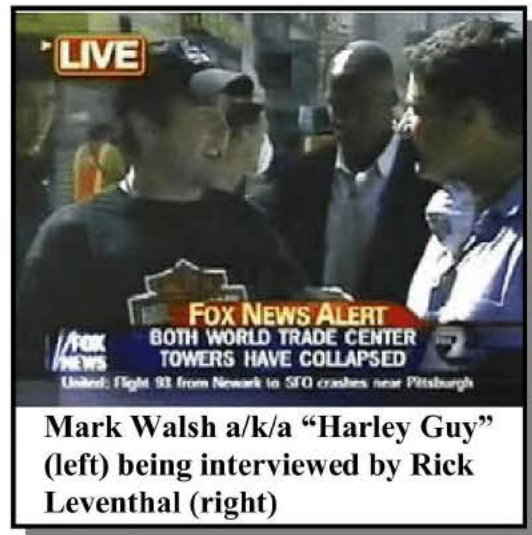 LIVE
FOX NEWS ALERT
FOX NEWS
BOTH WORLD TRADE CENTER
TOWERS HAVE COLLAPSED
2
United: Flight 93 from Newark to SFO crashes near Pittsburgh
Mark Walsh a/k/a “Harley Guy”
(left) being interviewed by Rick
Leventhal (right)